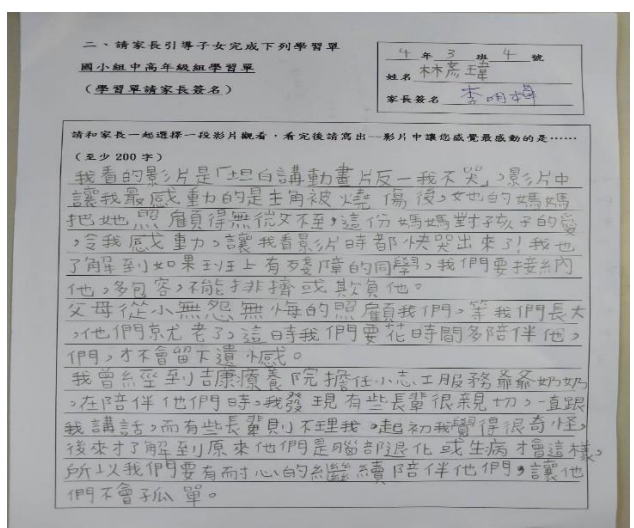 二、請家長引導子女完成下列學習單
國小組中高年級組學習單
（學習單請家長簽名）
4 年 3 班 4 號
姓名 林彥瑋
家長簽名
請和家長一起選擇一段影片觀看，看完後請寫出—影片中讓您感覺最感動的是……
（至少 200 字）
我看的影片是「坦白講動畫片反—我不哭」，影片中
讓我最感動的是主角被燒傷後，她的媽媽
把她照顧得無微不至，這份媽媽對孩子的愛
，令我感動，讓我看影片時都快哭出來了！我也
了解到如果班上有殘障的同學，我們要接納
他，多包容，不能排擠或欺負他。
父母從小無怨無悔的照顧我們，等我們長大
，他們就老了，這時我們要花時間多陪伴他，
們，才不會留下遺憾。
我曾經到吉康療養院擔任小志工服務爺爺奶奶
，在陪伴他們時，我發現有些長輩很親切，一直跟
我講話，而有些長輩則不理我，起初我覺得很奇怪，
後來才了解到原來他們是腦部退化或生病才會這樣，
所以我們要有耐心的繼續陪伴他們，讓他
們不會孤單。